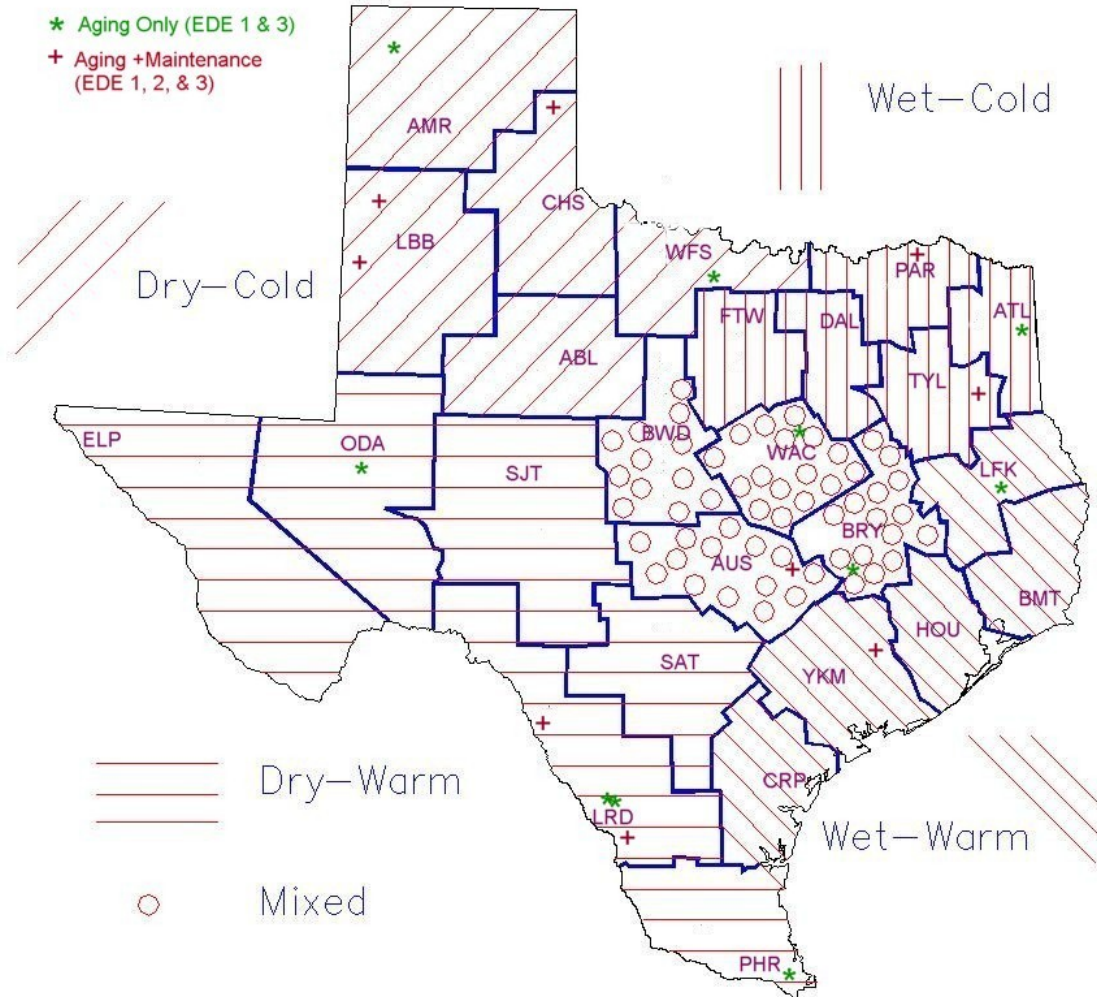 * Aging Only (EDE 1 & 3)
+ Aging +Maintenance
(EDE 1, 2, & 3)
Wet-Cold
AMR
CHS
LBB
WFS
PAR
Dry-Cold
ATL
FTW
DAL
ABL
TYL
ELP
ODA
BWD
WAC
SJT
LFK
BRY
AUS
BMT
HOU
SAT
YKM
Dry-Warm
CRP
LRD
Wet-Warm
Mixed
PHR